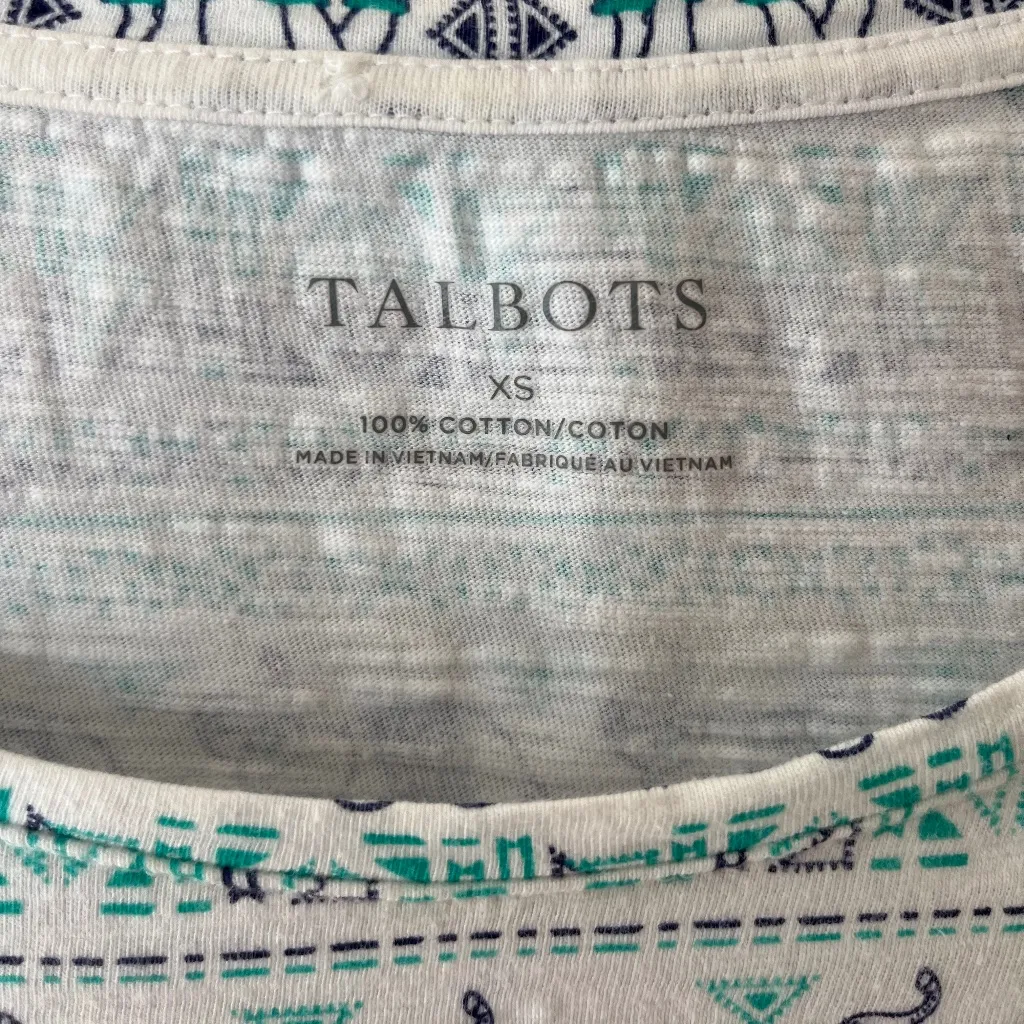 TALBOTS
XS
100% COTTON/COTON
MADE IN VIETNAM/FABRIQUÉ AU VIETNAM